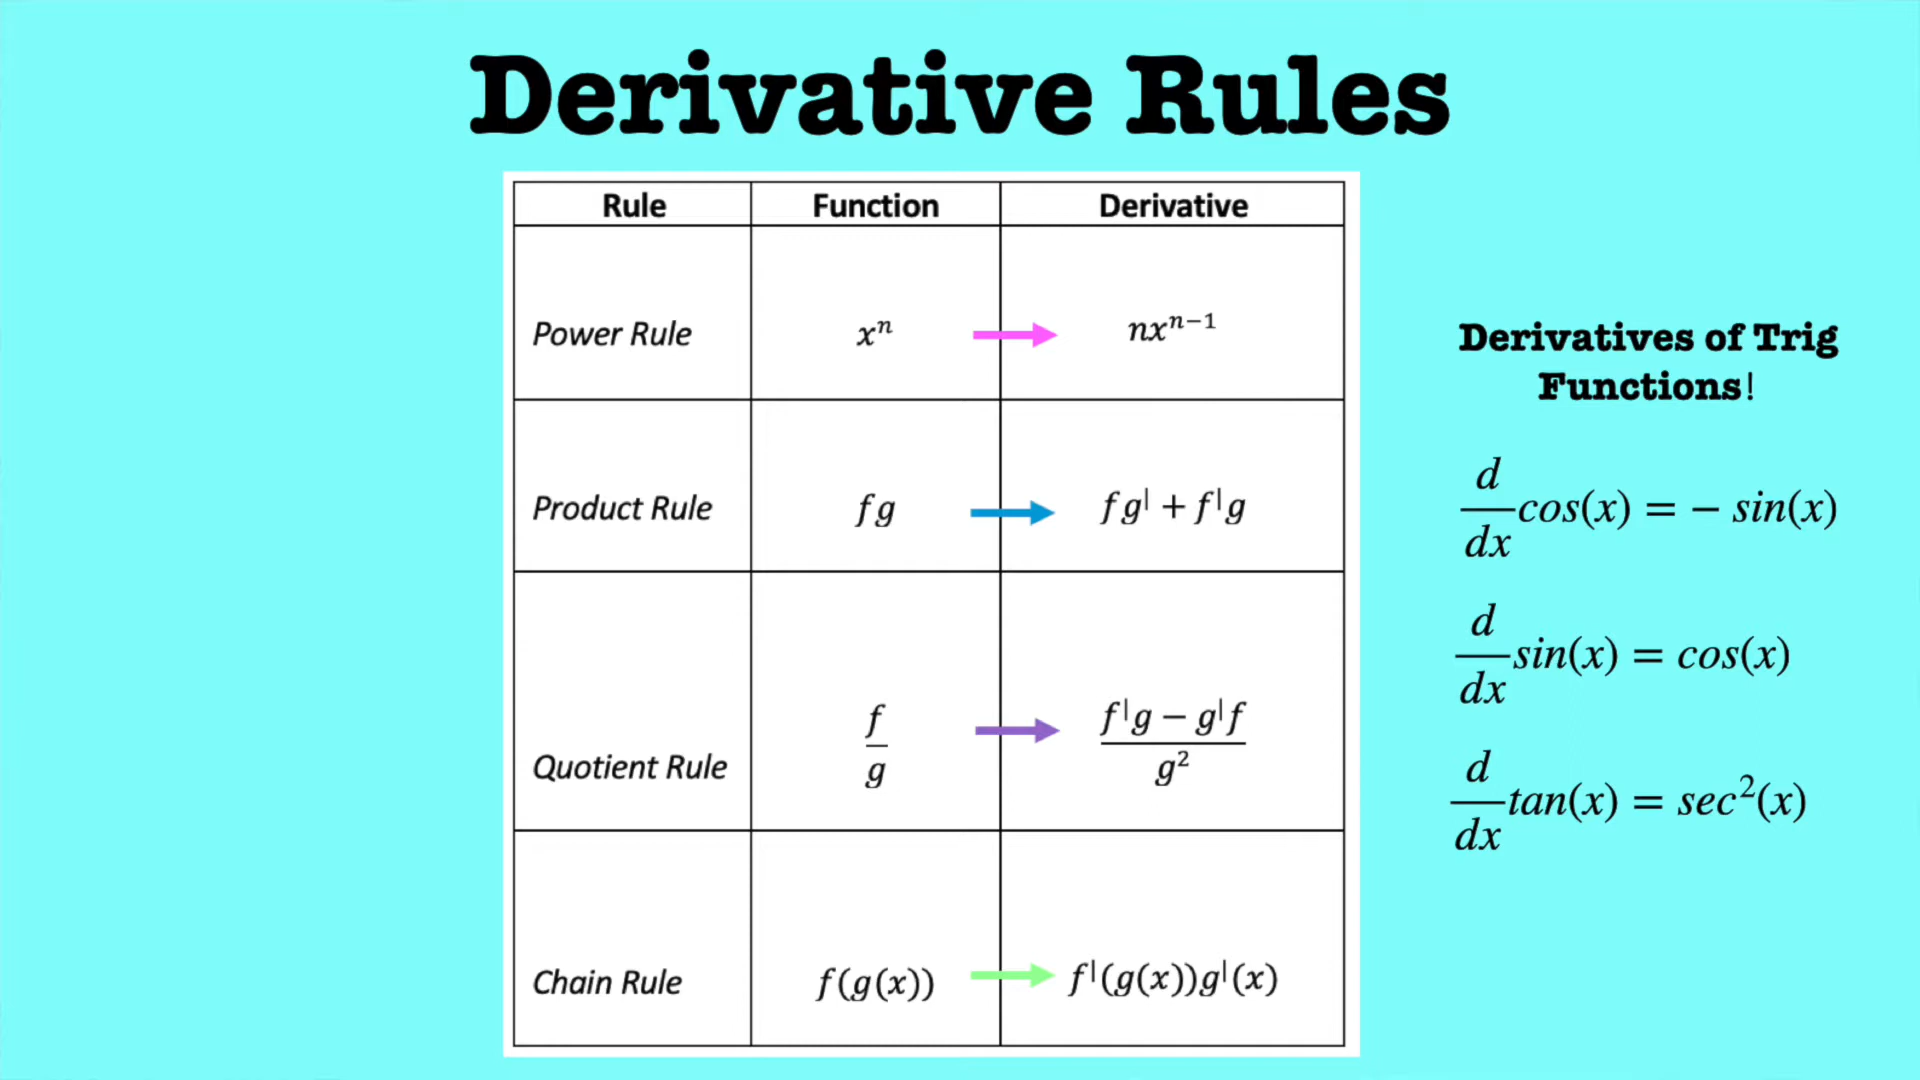 Derivative Rules
Rule Function Derivative
Power Rule xⁿ nxⁿ⁻¹
Product Rule fg fg| + f|g
Quotient Rule f/g (f|g − g|f)/g²
Chain Rule f(g(x)) f|(g(x))g|(x)
Derivatives of Trig
Functions!
d/dx cos(x) = − sin(x)
d/dx sin(x) = cos(x)
d/dx tan(x) = sec²(x)